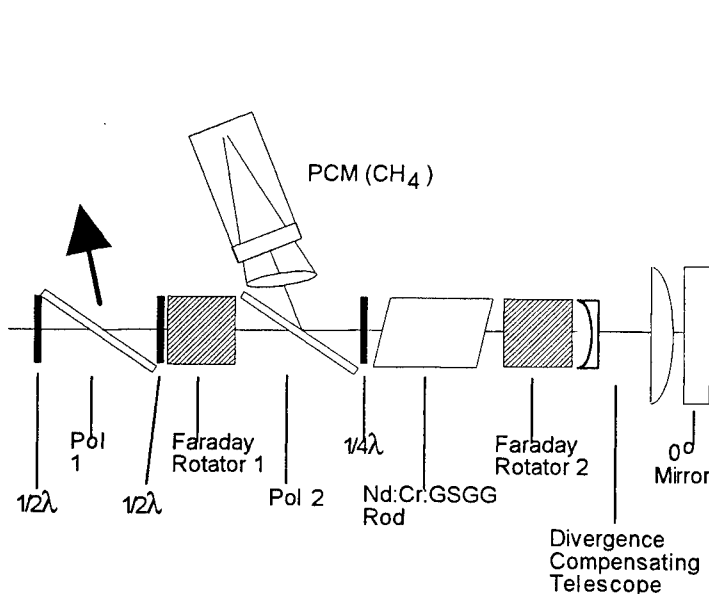 PCM (CH4)
Pol
1
Faraday
Rotator 1
1/4λ
Faraday
Rotator 2
0°
Mirror
1/2λ
1/2λ
Pol 2
Nd:Cr:GSGG
Rod
Divergence
Compensating
Telescope